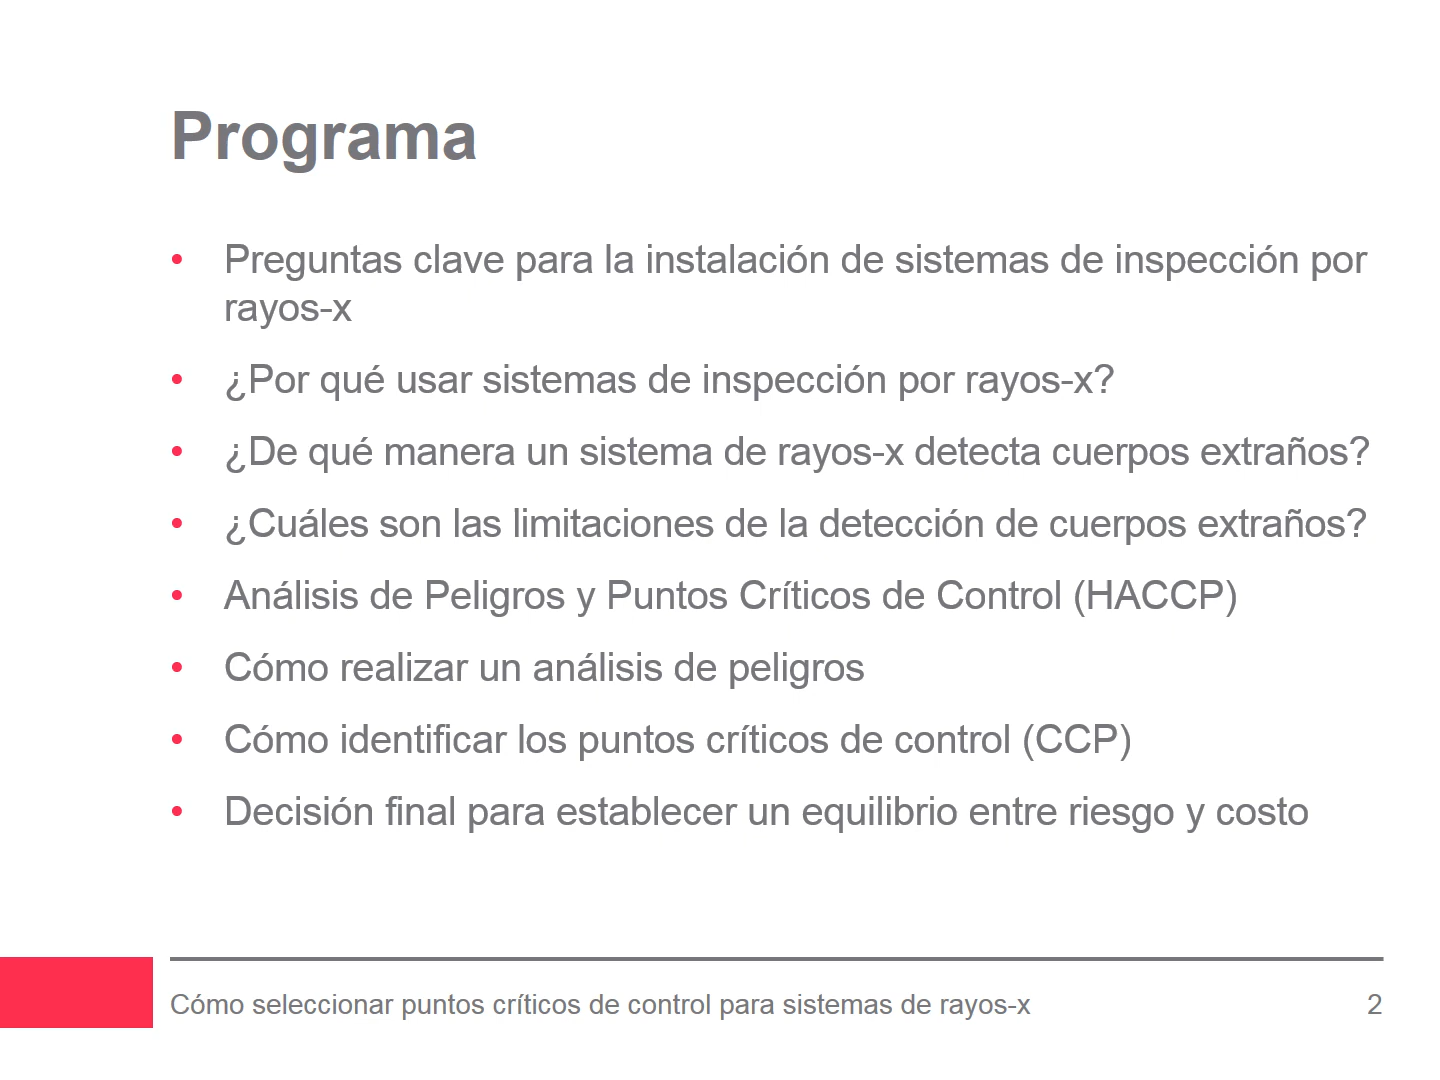 Programa
• Preguntas clave para la instalación de sistemas de inspección por
rayos-x
• ¿Por qué usar sistemas de inspección por rayos-x?
• ¿De qué manera un sistema de rayos-x detecta cuerpos extraños?
• ¿Cuáles son las limitaciones de la detección de cuerpos extraños?
• Análisis de Peligros y Puntos Críticos de Control (HACCP)
• Cómo realizar un análisis de peligros
• Cómo identificar los puntos críticos de control (CCP)
• Decisión final para establecer un equilibrio entre riesgo y costo
Cómo seleccionar puntos críticos de control para sistemas de rayos-x 2